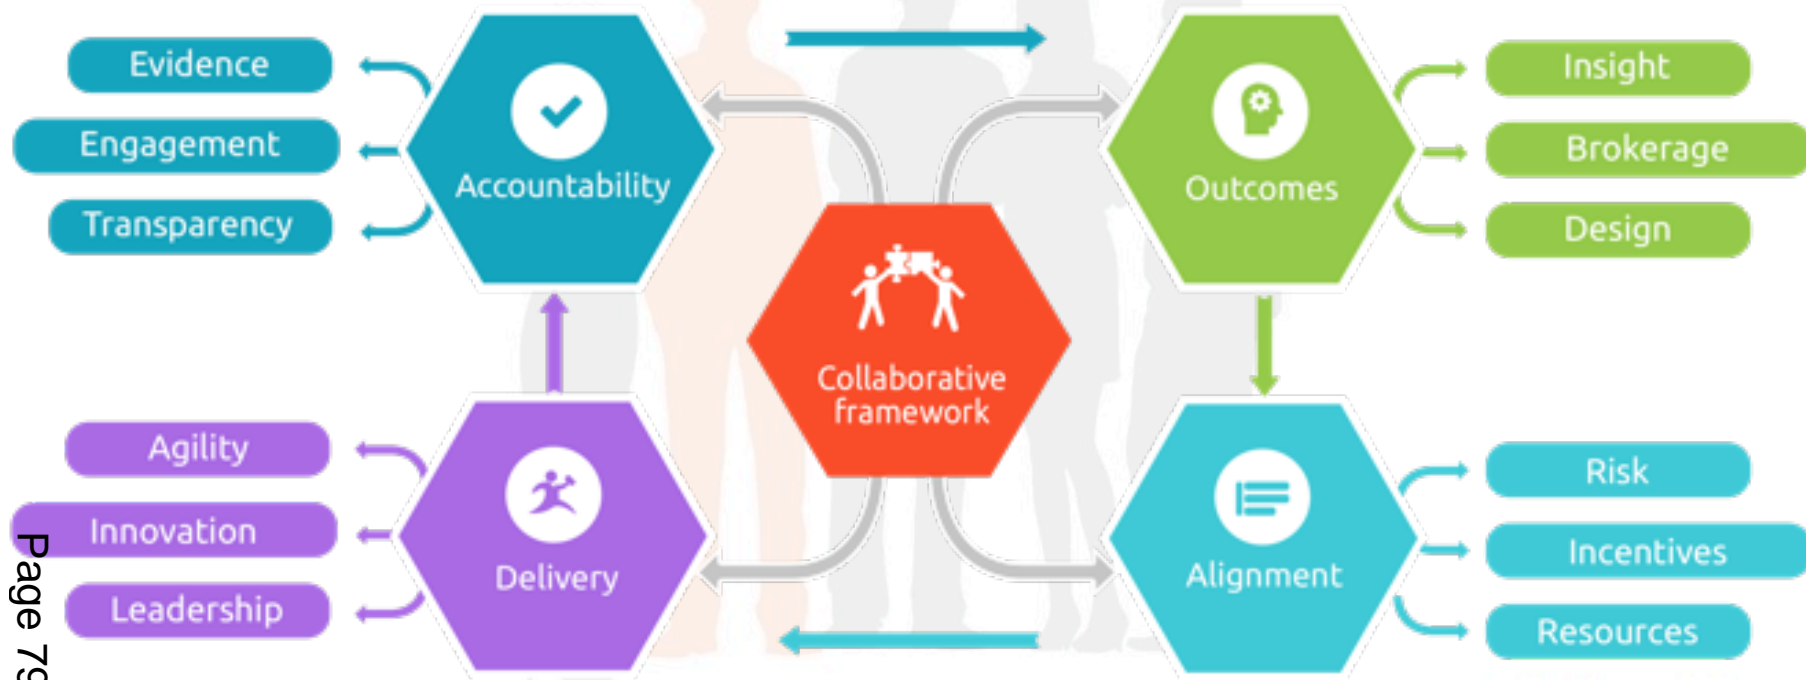 Evidence
Engagement
Transparency
Accountability
Outcomes
Insight
Brokerage
Design
Collaborative
framework
Agility
Innovation
Leadership
Delivery
Alignment
Risk
Incentives
Resources
Page 79